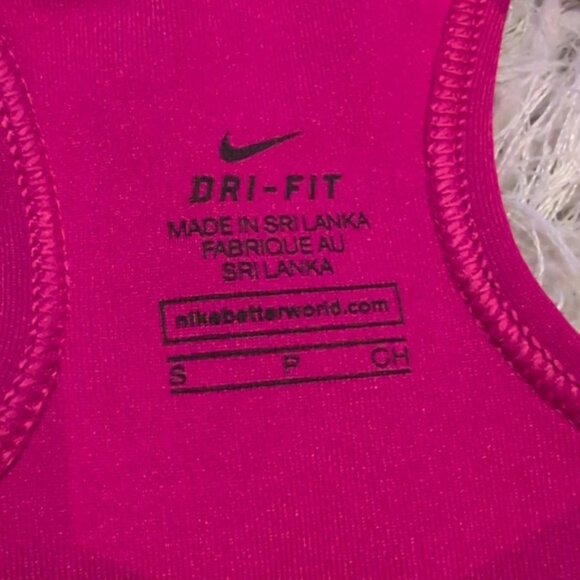 DRI-FIT
MADE IN SRI LANKA
FABRIQUE AU
SRI LANKA
nikebetterworld.com
S P CH